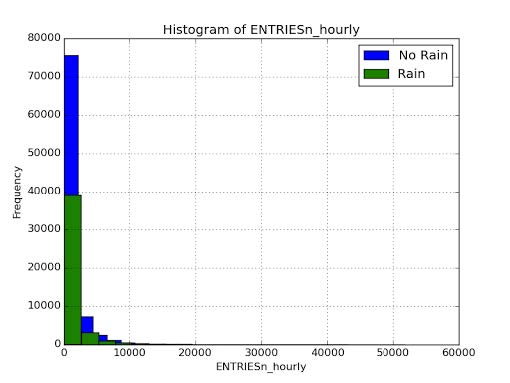 Histogram of ENTRIESn_hourly
80000
70000
60000
50000
40000
30000
20000
10000
0
Frequency
No Rain
Rain
0 10000 20000 30000 40000 50000 60000
ENTRIESn_hourly